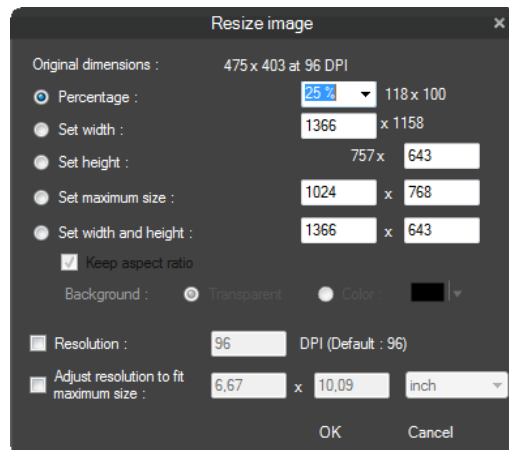 Resize image
Original dimensions : 475 x 403 at 96 DPI
Percentage : 25 % 118 x 100
Set width : 1366 x 1158
Set height : 757 x 643
Set maximum size : 1024 x 768
Set width and height : 1366 x 643
Keep aspect ratio
Background : Transparent Color :
Resolution : 96 DPI (Default : 96)
Adjust resolution to fit
maximum size : 6,67 x 10,09 inch
OK Cancel